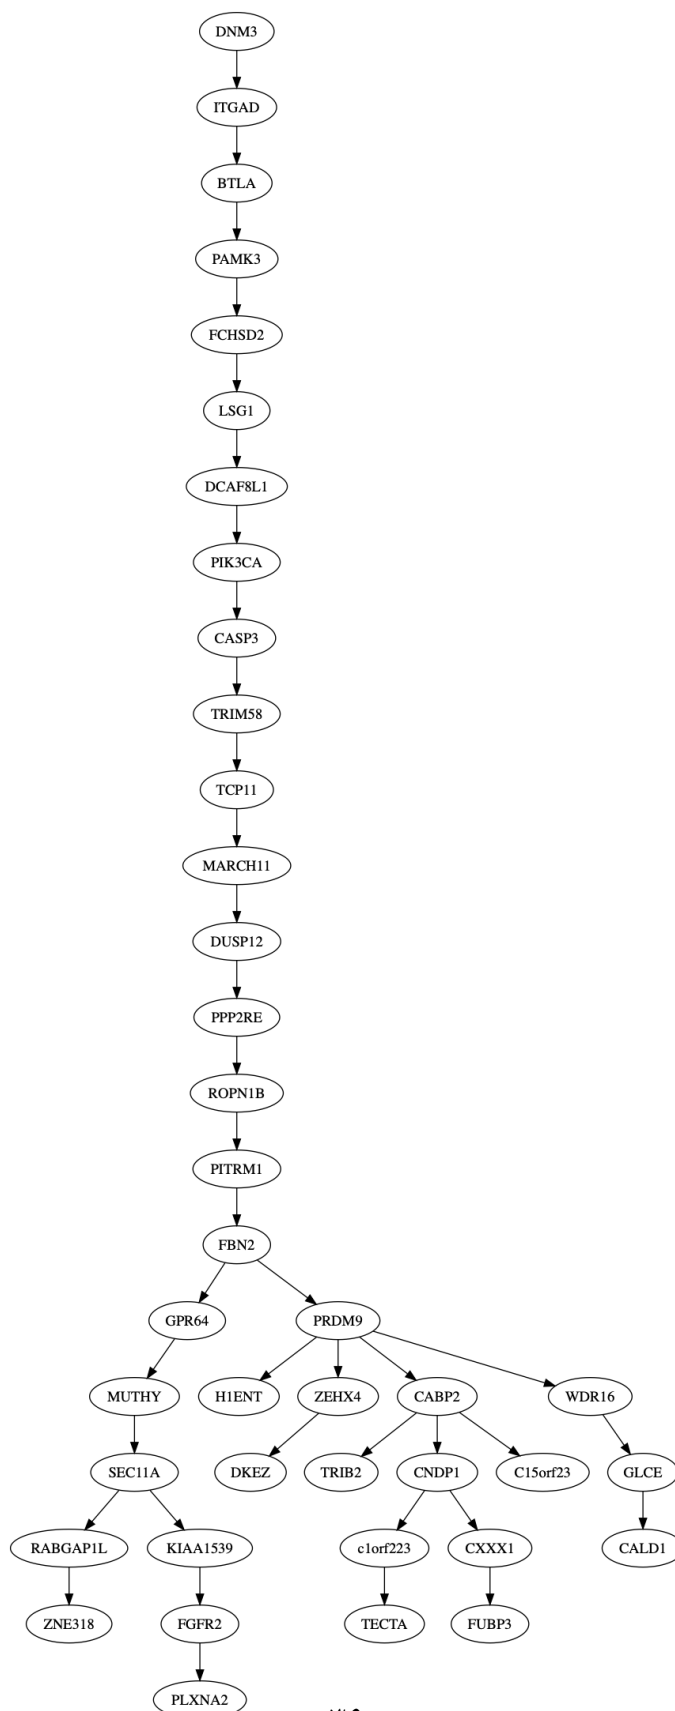 DNM3
ITGAD
BTLA
PAMK3
FCHSD2
LSG1
DCAF8L1
PIK3CA
CASP3
TRIM58
TCP11
MARCH11
DUSP12
PPP2RE
ROPN1B
PITRM1
FBN2
GPR64 PRDM9
MUTHY H1ENT ZEHX4 CABP2 WDR16
SEC11A DKEZ TRIB2 CNDP1 C15orf23 GLCE
RABGAP1L KIAA1539 c1orf223 CXXX1 CALD1
ZNE318 FGFR2 TECTA FUBP3
PLXNA2